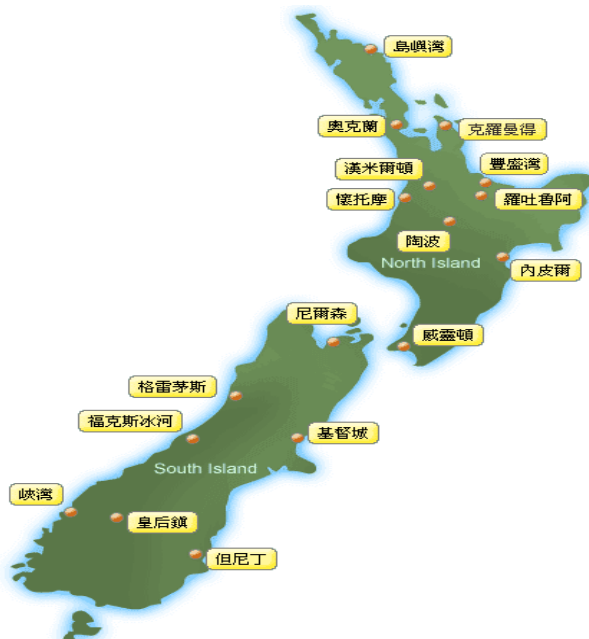 島嶼灣
奧克蘭
克羅曼得
漢米爾頓
豐盛灣
懷托摩
羅吐魯阿
陶波
North Island
內皮爾
尼爾森
威靈頓
格雷茅斯
福克斯冰河
基督城
South Island
峽灣
皇后鎮
但尼丁